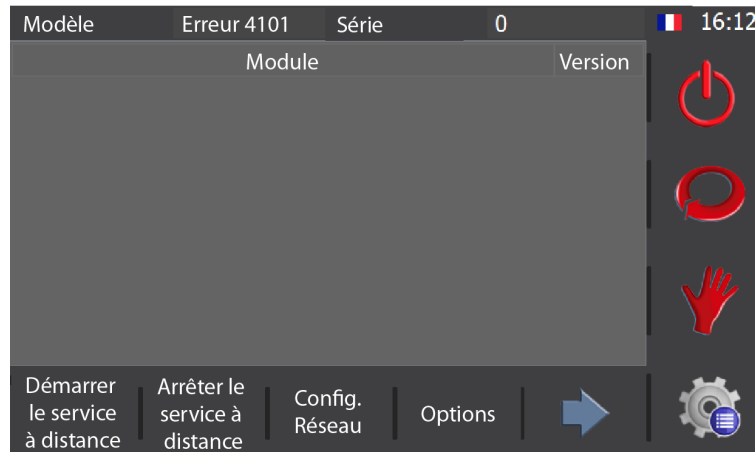 Modèle Erreur 4101 Série 0 16:12
Module Version
Démarrer
le service
à distance
Arrêter le
service à
distance
Config.
Réseau
Options